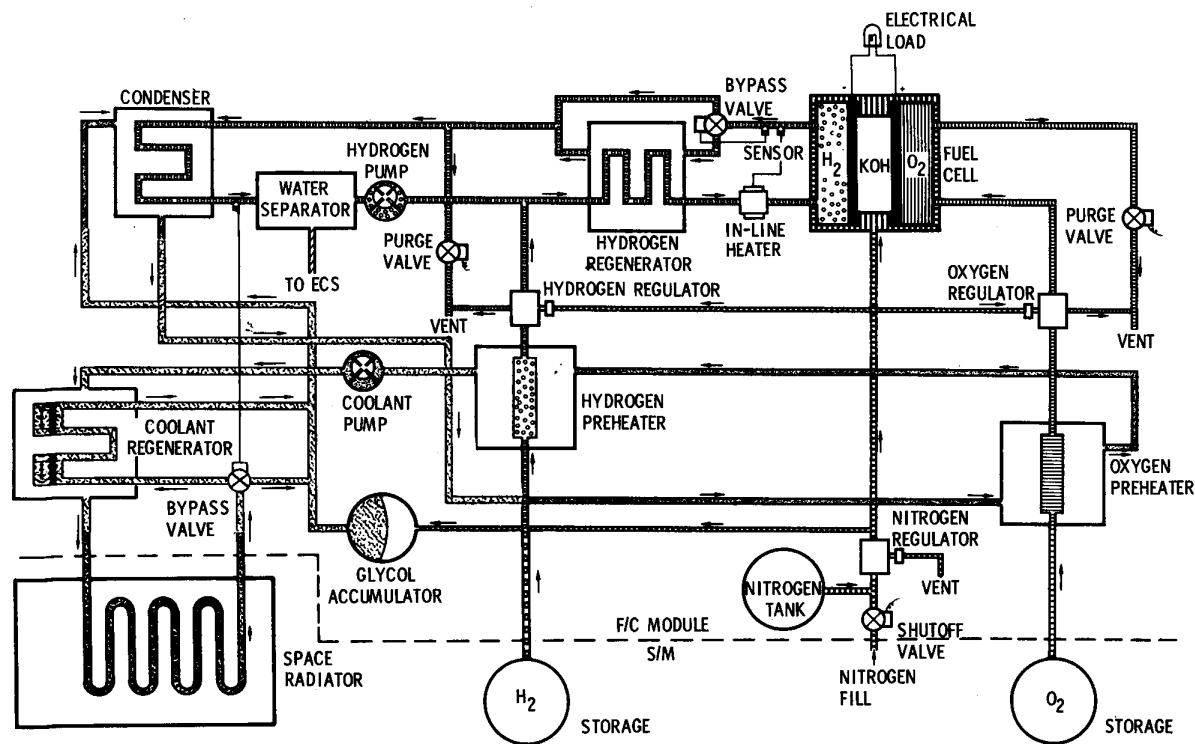 ELECTRICAL
LOAD
CONDENSER
BYPASS
VALVE
- +
HYDROGEN
PUMP
SENSOR
H2
KOH
O2
FUEL
CELL
WATER
SEPARATOR
IN-LINE
HEATER
PURGE
VALVE
PURGE
VALVE
HYDROGEN
REGENERATOR
TO ECS
HYDROGEN REGULATOR
OXYGEN
REGULATOR
VENT
VENT
COOLANT
PUMP
HYDROGEN
PREHEATER
COOLANT
REGENERATOR
OXYGEN
PREHEATER
BYPASS
VALVE
GLYCOL
ACCUMULATOR
NITROGEN
REGULATOR
VENT
NITROGEN
TANK
SHUTOFF
VALVE
F/C MODULE
S/M
SPACE
RADIATOR
NITROGEN
FILL
H2
STORAGE
O2
STORAGE